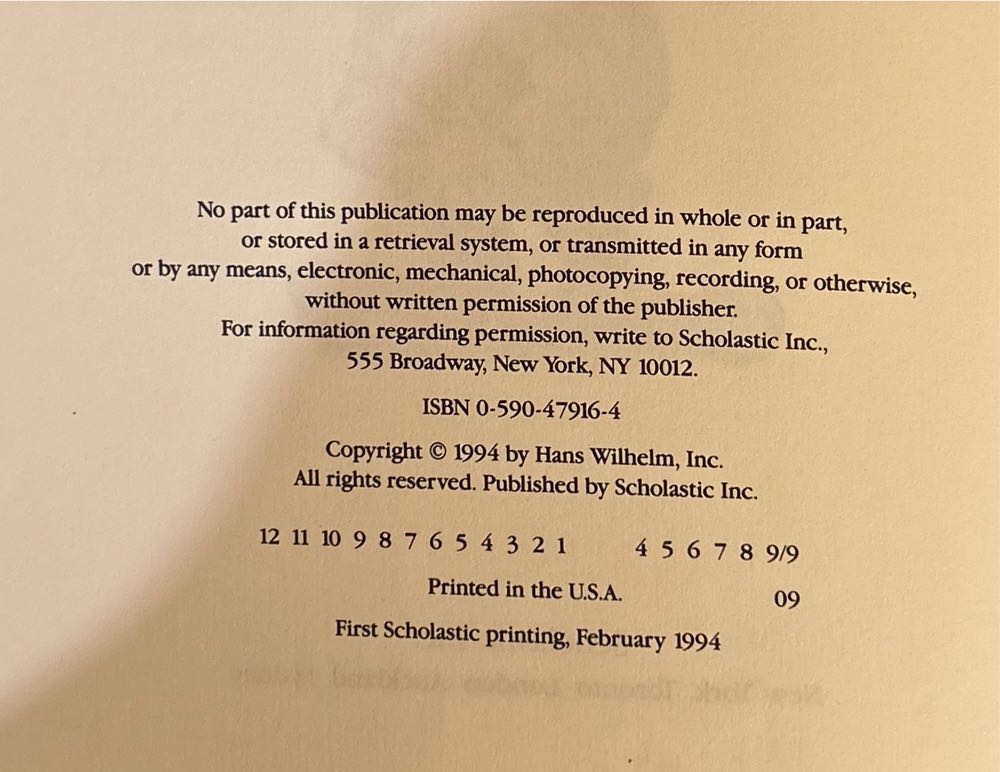 No part of this publication may be reproduced in whole or in part,
or stored in a retrieval system, or transmitted in any form
or by any means, electronic, mechanical, photocopying, recording, or otherwise,
without written permission of the publisher.
For information regarding permission, write to Scholastic Inc.,
555 Broadway, New York, NY 10012.
ISBN 0-590-47916-4
Copyright © 1994 by Hans Wilhelm, Inc.
All rights reserved. Published by Scholastic Inc.
12 11 10 9 8 7 6 5 4 3 2 1 4 5 6 7 8 9/9
Printed in the U.S.A. 09
First Scholastic printing, February 1994